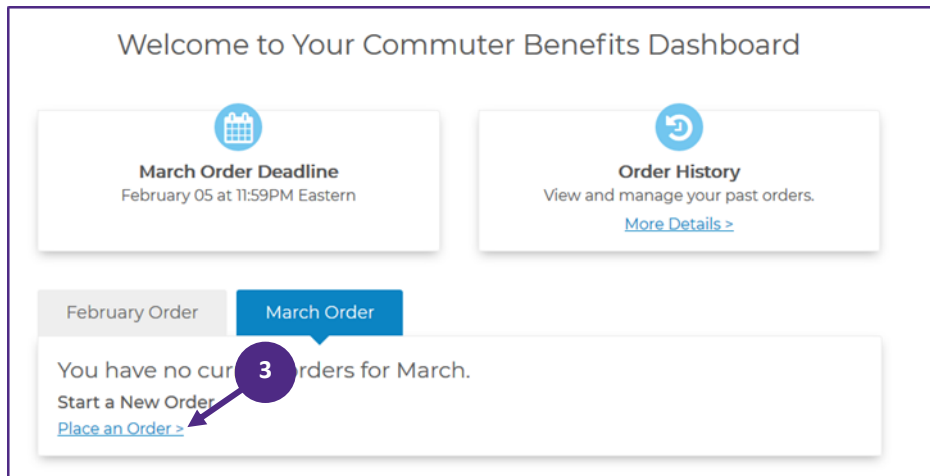 Welcome to Your Commuter Benefits Dashboard
March Order Deadline
February 05 at 11:59PM Eastern
Order History
View and manage your past orders.
More Details >
February Order
March Order
You have no cur 3 orders for March.
Start a New Order
Place an Order >